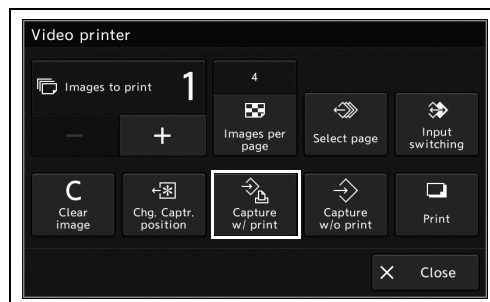 Video printer
Images to print 1
4
Images per
page
Select page
Input
switching
C
Clear
image
Chg. Captr.
position
Capture
w/ print
Capture
w/o print
Print
Close